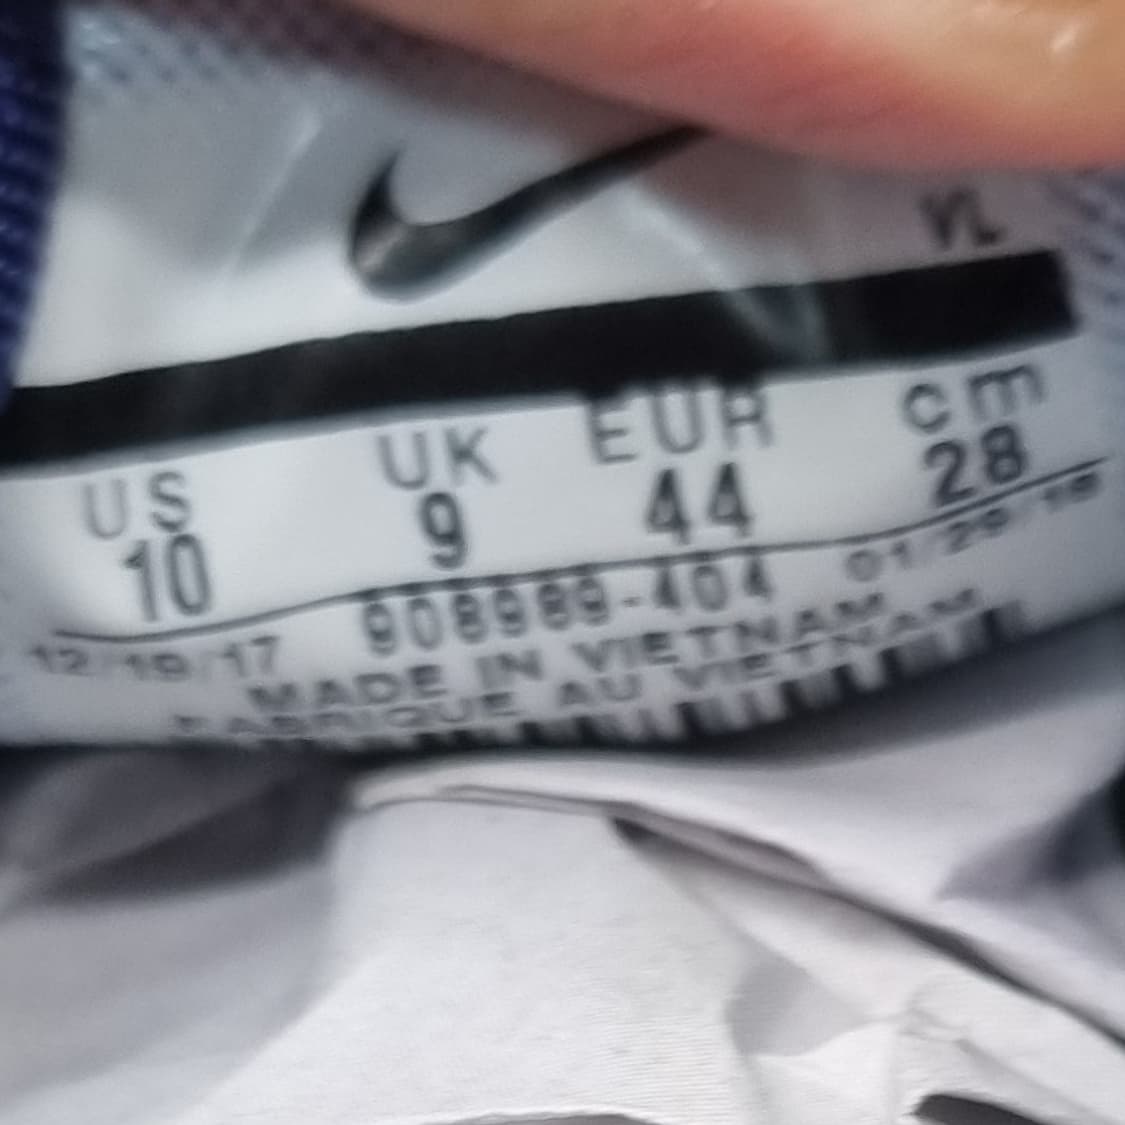 VL
US UK EUR cm
10 9 44 28
12/19/17 908989-404 01/29/18
MADE IN VIETNAM
FABRIQUE AU VIETNAM